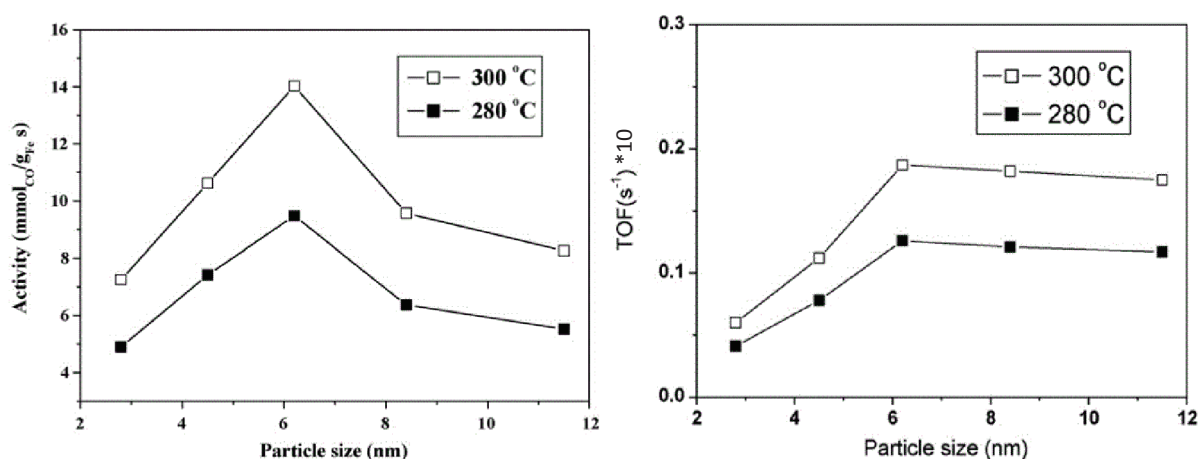 16
14
12
10
8
6
4
Activity (mmolCO/gFe s)
300 °C
280 °C
2 4 6 8 10 12
Particle size (nm)
0.3
0.2
0.1
0.0
TOF(s-1) *10
300 °C
280 °C
2 4 6 8 10 12
Particle size (nm)